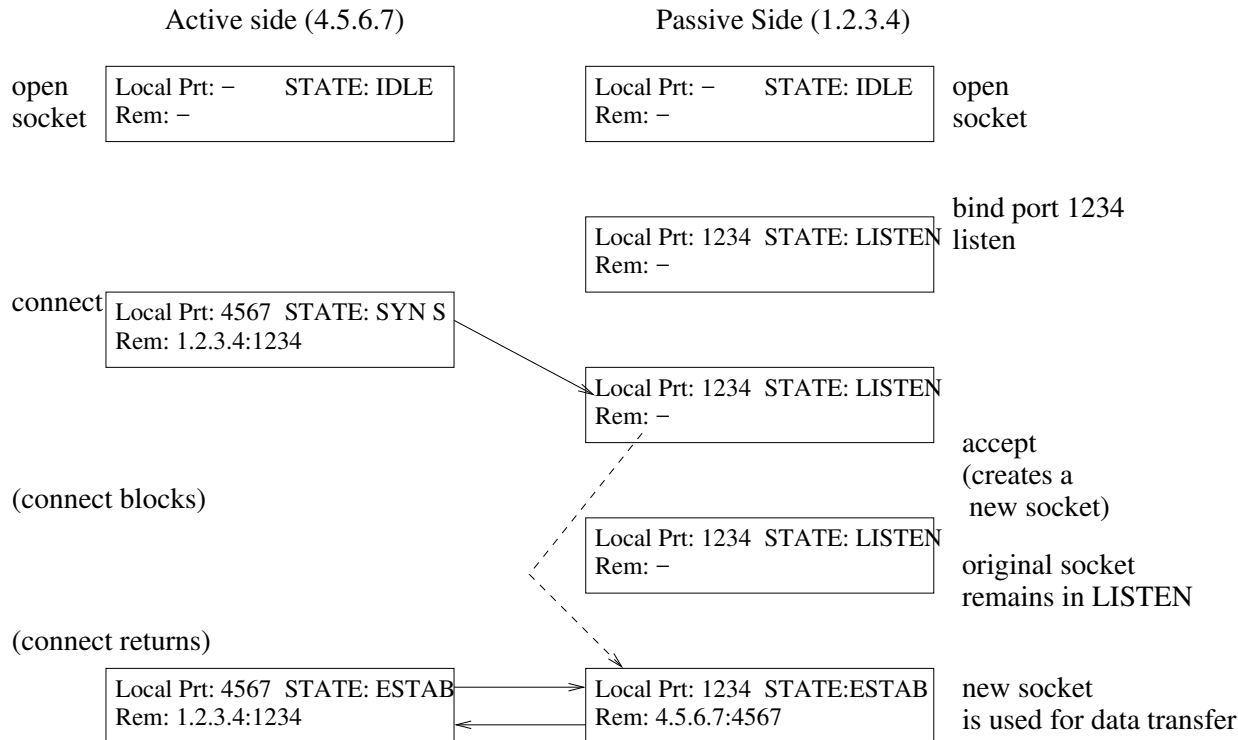 Active side (4.5.6.7)
Passive Side (1.2.3.4)
open
socket
Local Prt: − STATE: IDLE
Rem: −
Local Prt: − STATE: IDLE
Rem: −
open
socket
bind port 1234
listen
Local Prt: 1234 STATE: LISTEN
Rem: −
connect
Local Prt: 4567 STATE: SYN S
Rem: 1.2.3.4:1234
Local Prt: 1234 STATE: LISTEN
Rem: −
accept
(creates a
new socket)
(connect blocks)
Local Prt: 1234 STATE: LISTEN
Rem: −
original socket
remains in LISTEN
(connect returns)
Local Prt: 4567 STATE: ESTAB
Rem: 1.2.3.4:1234
Local Prt: 1234 STATE:ESTAB
Rem: 4.5.6.7:4567
new socket
is used for data transfer